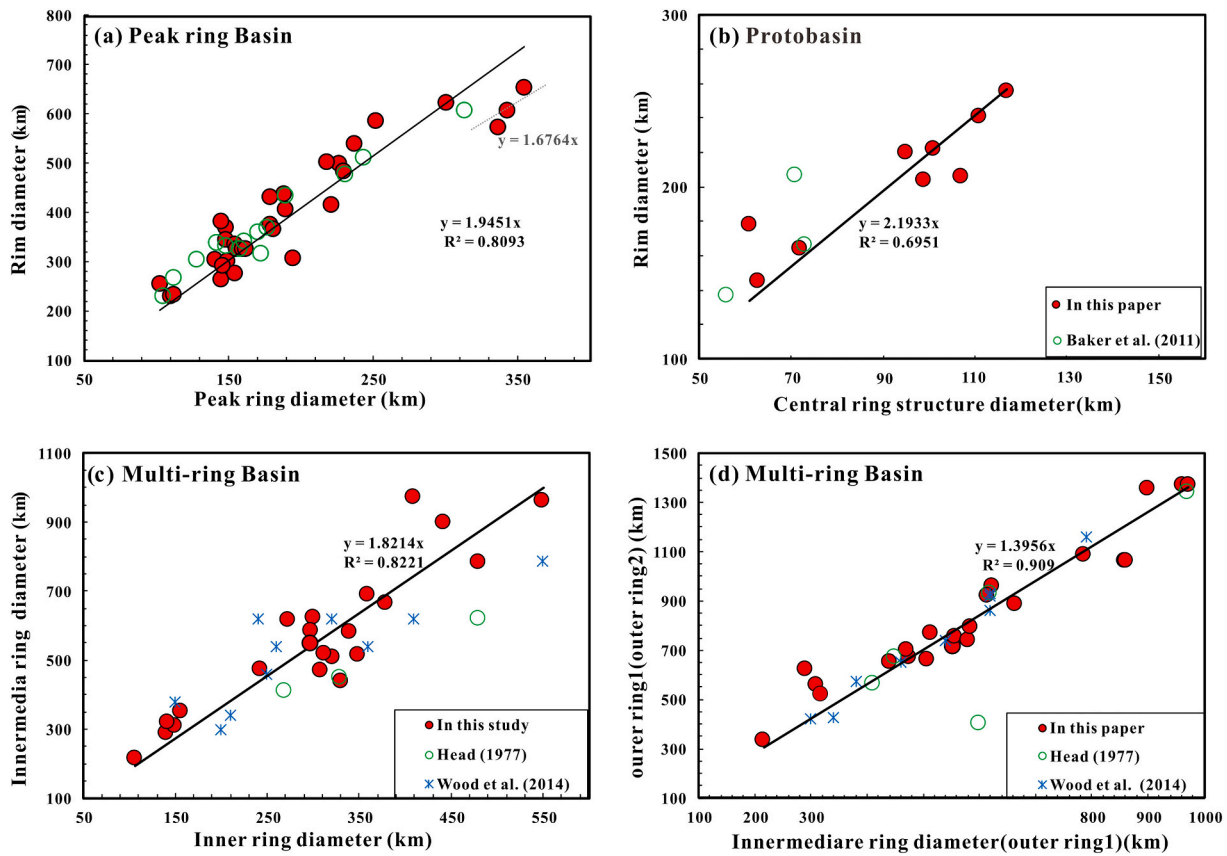 (a) Peak ring Basin
Rim diameter (km)
800
700
600
500
400
300
200
100
y = 1.6764x
y = 1.9451x
R² = 0.8093
50
150
250
350
Peak ring diameter (km)
(b) Protobasin
Rim diameter (km)
300
200
100
y = 2.1933x
R² = 0.6951
In this paper
Baker et al. (2011)
50
70
90
110
130
150
Central ring structure diameter(km)
(c) Multi-ring Basin
Innermedia ring diameter (km)
1100
900
700
500
300
100
y = 1.8214x
R² = 0.8221
In this study
Head (1977)
Wood et al. (2014)
50
150
250
350
450
550
Inner ring diameter (km)
(d) Multi-ring Basin
ourer ring1(outer ring2) (km)
1500
1300
1100
900
700
500
300
100
y = 1.3956x
R² = 0.909
In this paper
Head (1977)
Wood et al. (2014)
100
200
300
600
700
800
900
1000
Innermediare ring diameter(outer ring1)(km)